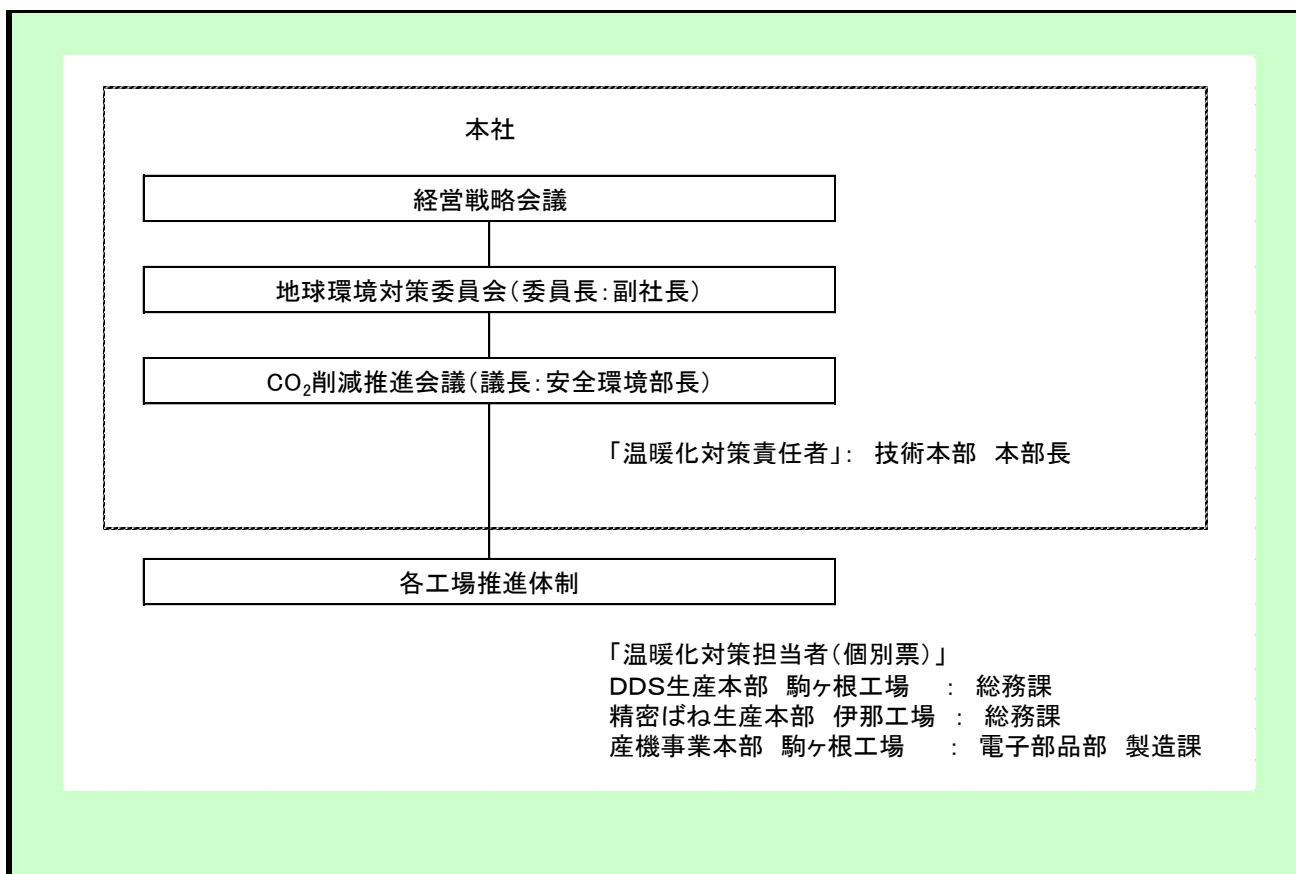 本社
経営戦略会議
地球環境対策委員会（委員長：副社長）
CO₂削減推進会議（議長：安全環境部長）
「温暖化対策責任者」： 技術本部 本部長
各工場推進体制
「温暖化対策担当者（個別票）」
DDS生産本部 駒ヶ根工場 ： 総務課
精密ばね生産本部 伊那工場 ： 総務課
産機事業本部 駒ヶ根工場 ： 電子部品部 製造課